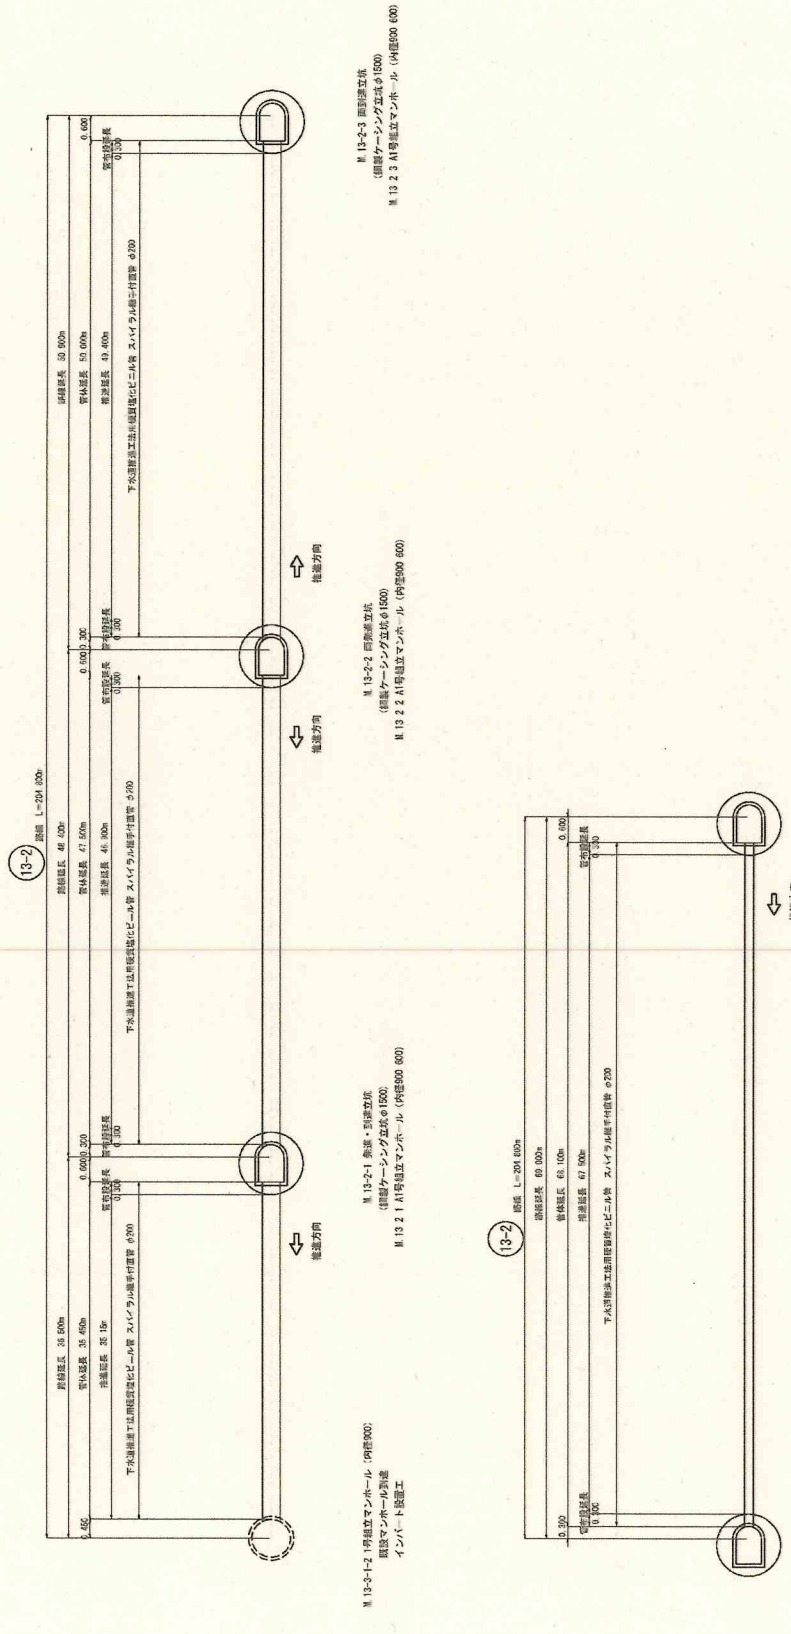 13-2
路線 L=204.800m
路線延長 36.500m
路線延長 48.400m
路線延長 50.900m
管体延長 35.450m
管体延長 47.500m
管体延長 50.000m
推進延長 35.15m
推進延長 46.900m
推進延長 49.400m
0.450
0.600
0.300
0.600
0.300
0.600
管布設延長
0.300
管布設延長
0.300
管布設延長
0.300
管布設延長
0.300
管布設延長
0.300
下水道推進工法用硬質塩化ビニール管 スパイラル継手付直管 φ200
下水道推進工法用硬質塩化ビニール管 スパイラル継手付直管 φ200
下水道推進工法用硬質塩化ビニル管 スパイラル継手付直管 φ200
推進方向
推進方向
推進方向
M.13-3-1-2 1号組立マンホール (内径900)
既設マンホール到達
インバート設置工
M.13-2-1 発進・到達立坑
(鋼製ケーシング立坑φ1500)
M.13 2 1 A1号組立マンホール (内径900 600)
M.13-2-2 両発進立坑
(鋼製ケーシング立坑φ1500)
M.13 2 2 A1号組立マンホール (内径900 600)
M.13-2-3 両到達立坑
(鋼製ケーシング立坑φ1500)
M.13 2 3 A1号組立マンホール (内径900 600)
13-2
路線 L=204.800m
路線延長 69.000m
管体延長 68.100m
推進延長 67.500m
0.300
0.600
管布設延長
0.300
管布設延長
0.300
下水道推進工法用硬質塩化ビニル管 スパイラル継手付直管 φ200